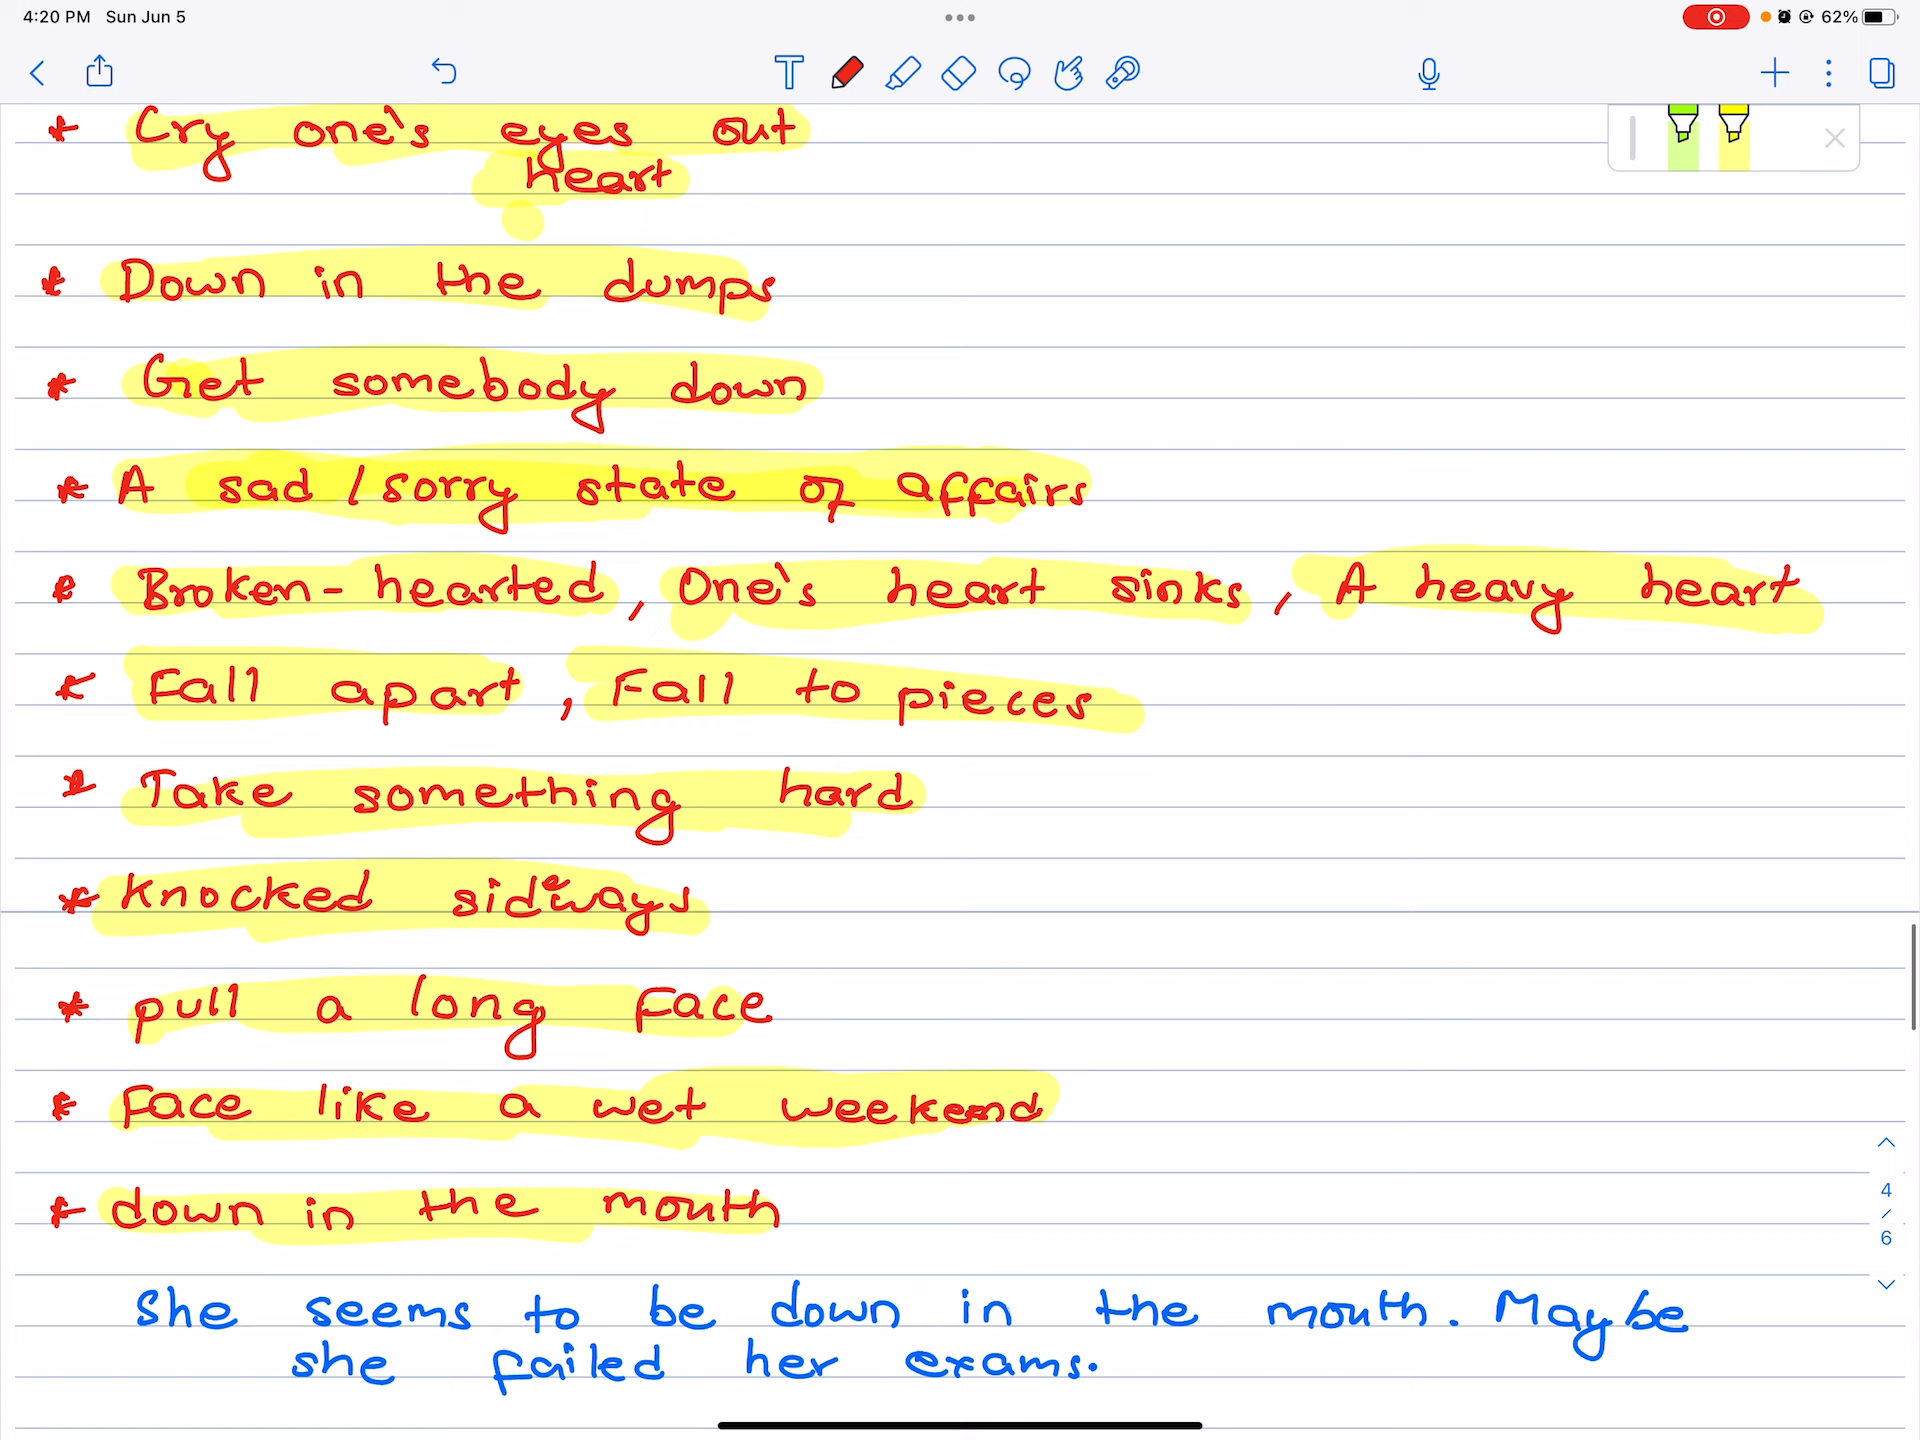 4:20 PM Sun Jun 5
62%
* Cry one's eyes out
heart
* Down in the dumps
* Get somebody down
* A sad / sorry state of affairs
* Broken-hearted, One's heart sinks, A heavy heart
* Fall apart, Fall to pieces
* Take something hard
* Knocked sideways
* pull a long face
* Face like a wet weekend
* down in the mouth
She seems to be down in the mouth. Maybe
she failed her exams.
4
/
6